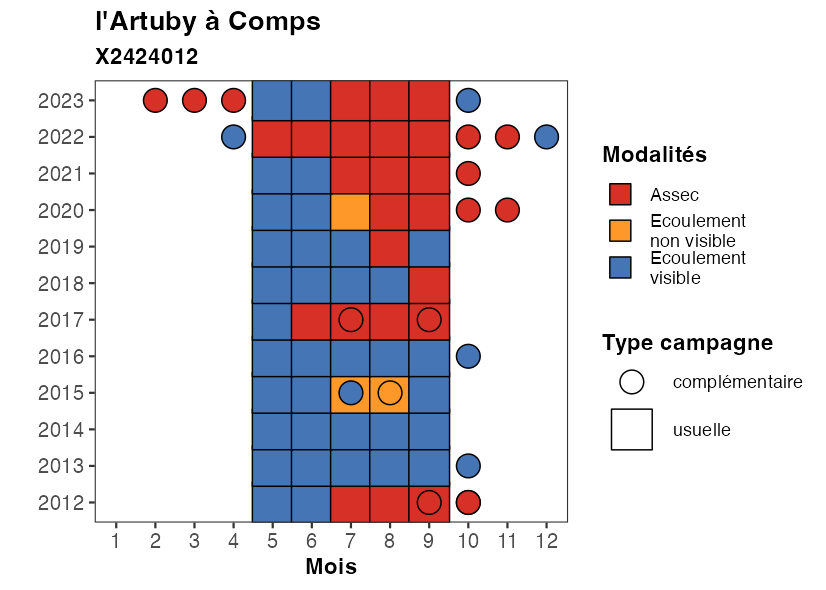 l'Artuby à Comps
X2424012
2023
2022
2021
2020
2019
2018
2017
2016
2015
2014
2013
2012
1 2 3 4 5 6 7 8 9 10 11 12
Mois
Modalités
Assec
Ecoulement
non visible
Ecoulement
visible
Type campagne
complémentaire
usuelle